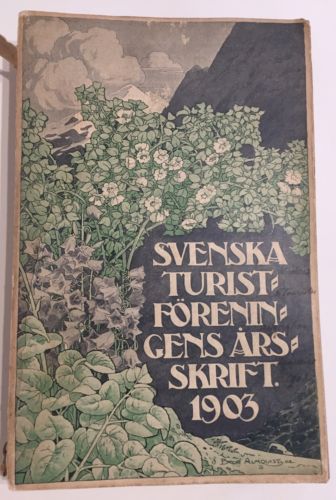 SVENSKA
TURIST-
FÖRENIN-
GENS ÅRS-
SKRIFT.
1903